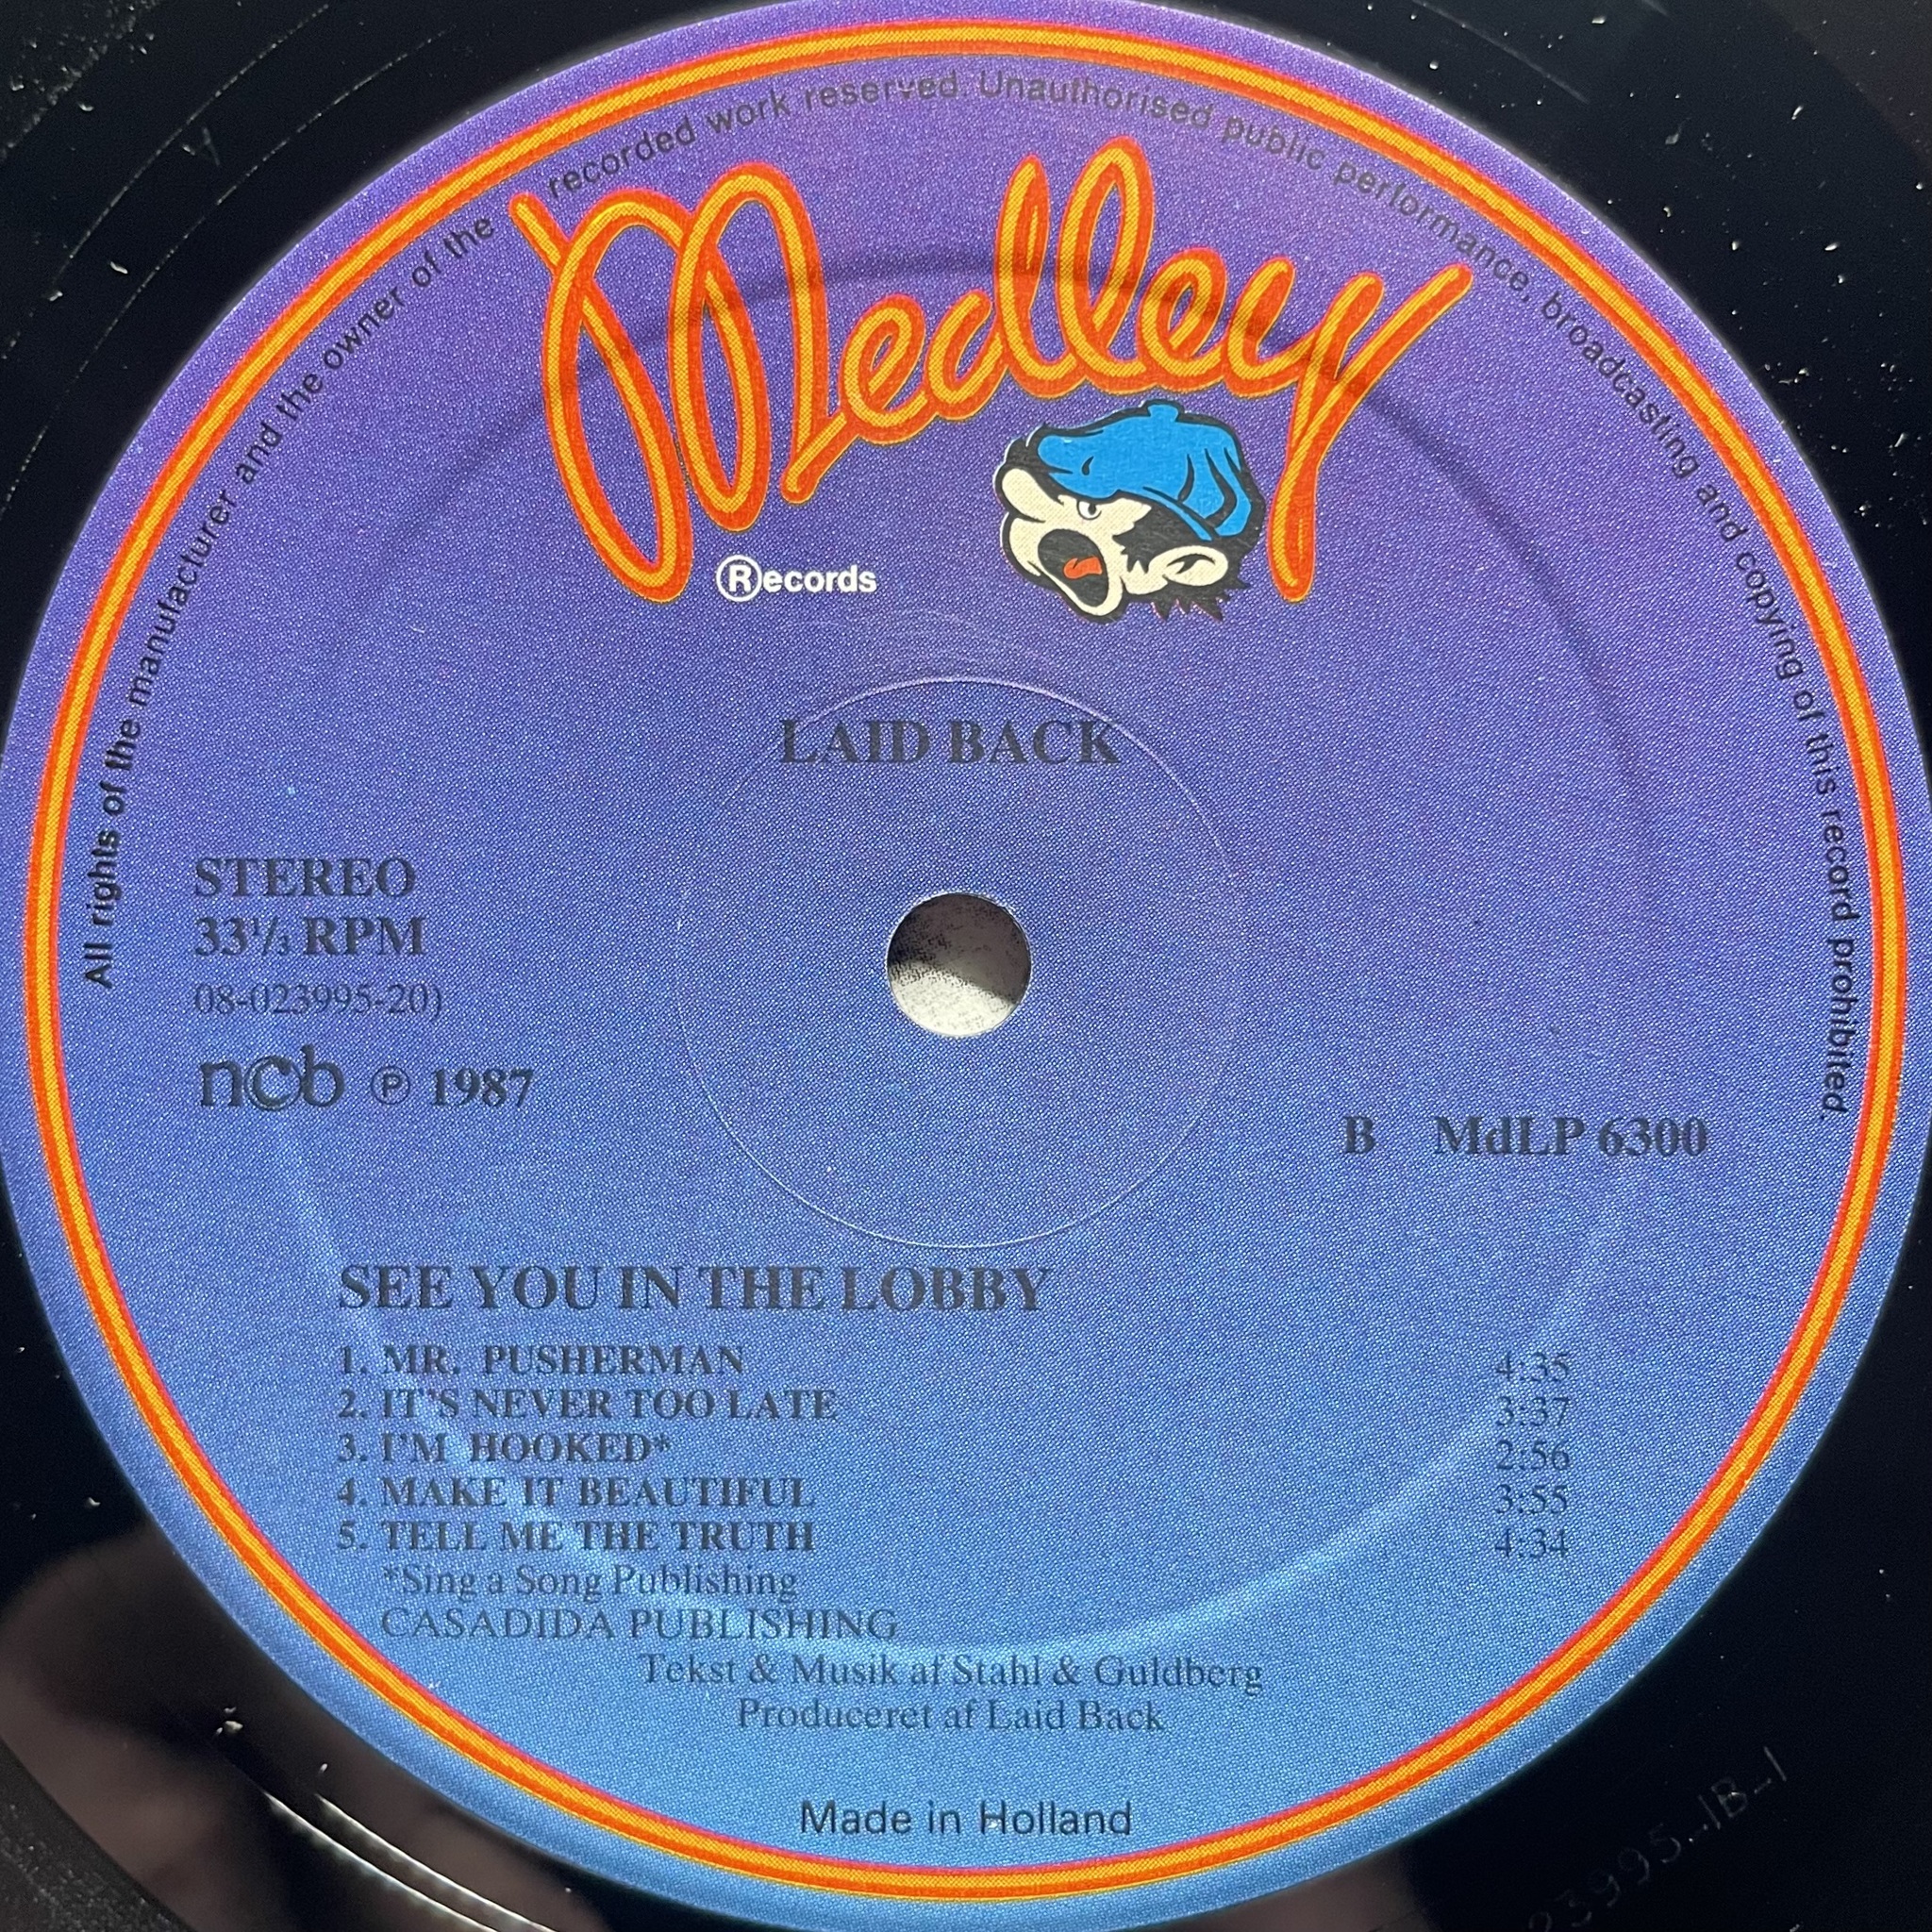 All rights of the manufacturer and the owner of the recorded work reserved. Unauthorised public performance, broadcasting and copying of this record prohibited.
Medley
Ⓡecords
LAID BACK
STEREO
33⅓ RPM
08-023995-20)
ncb ℗ 1987
B MdLP 6300
SEE YOU IN THE LOBBY
1. MR. PUSHERMAN 4:35
2. IT'S NEVER TOO LATE 3:37
3. I'M HOOKED* 2:56
4. MAKE IT BEAUTIFUL 3:55
5. TELL ME THE TRUTH 4:34
*Sing a Song Publishing
CASADIDA PUBLISHING
Tekst & Musik af Stahl & Guldberg
Produceret af Laid Back
Made in Holland
23995-1B-1